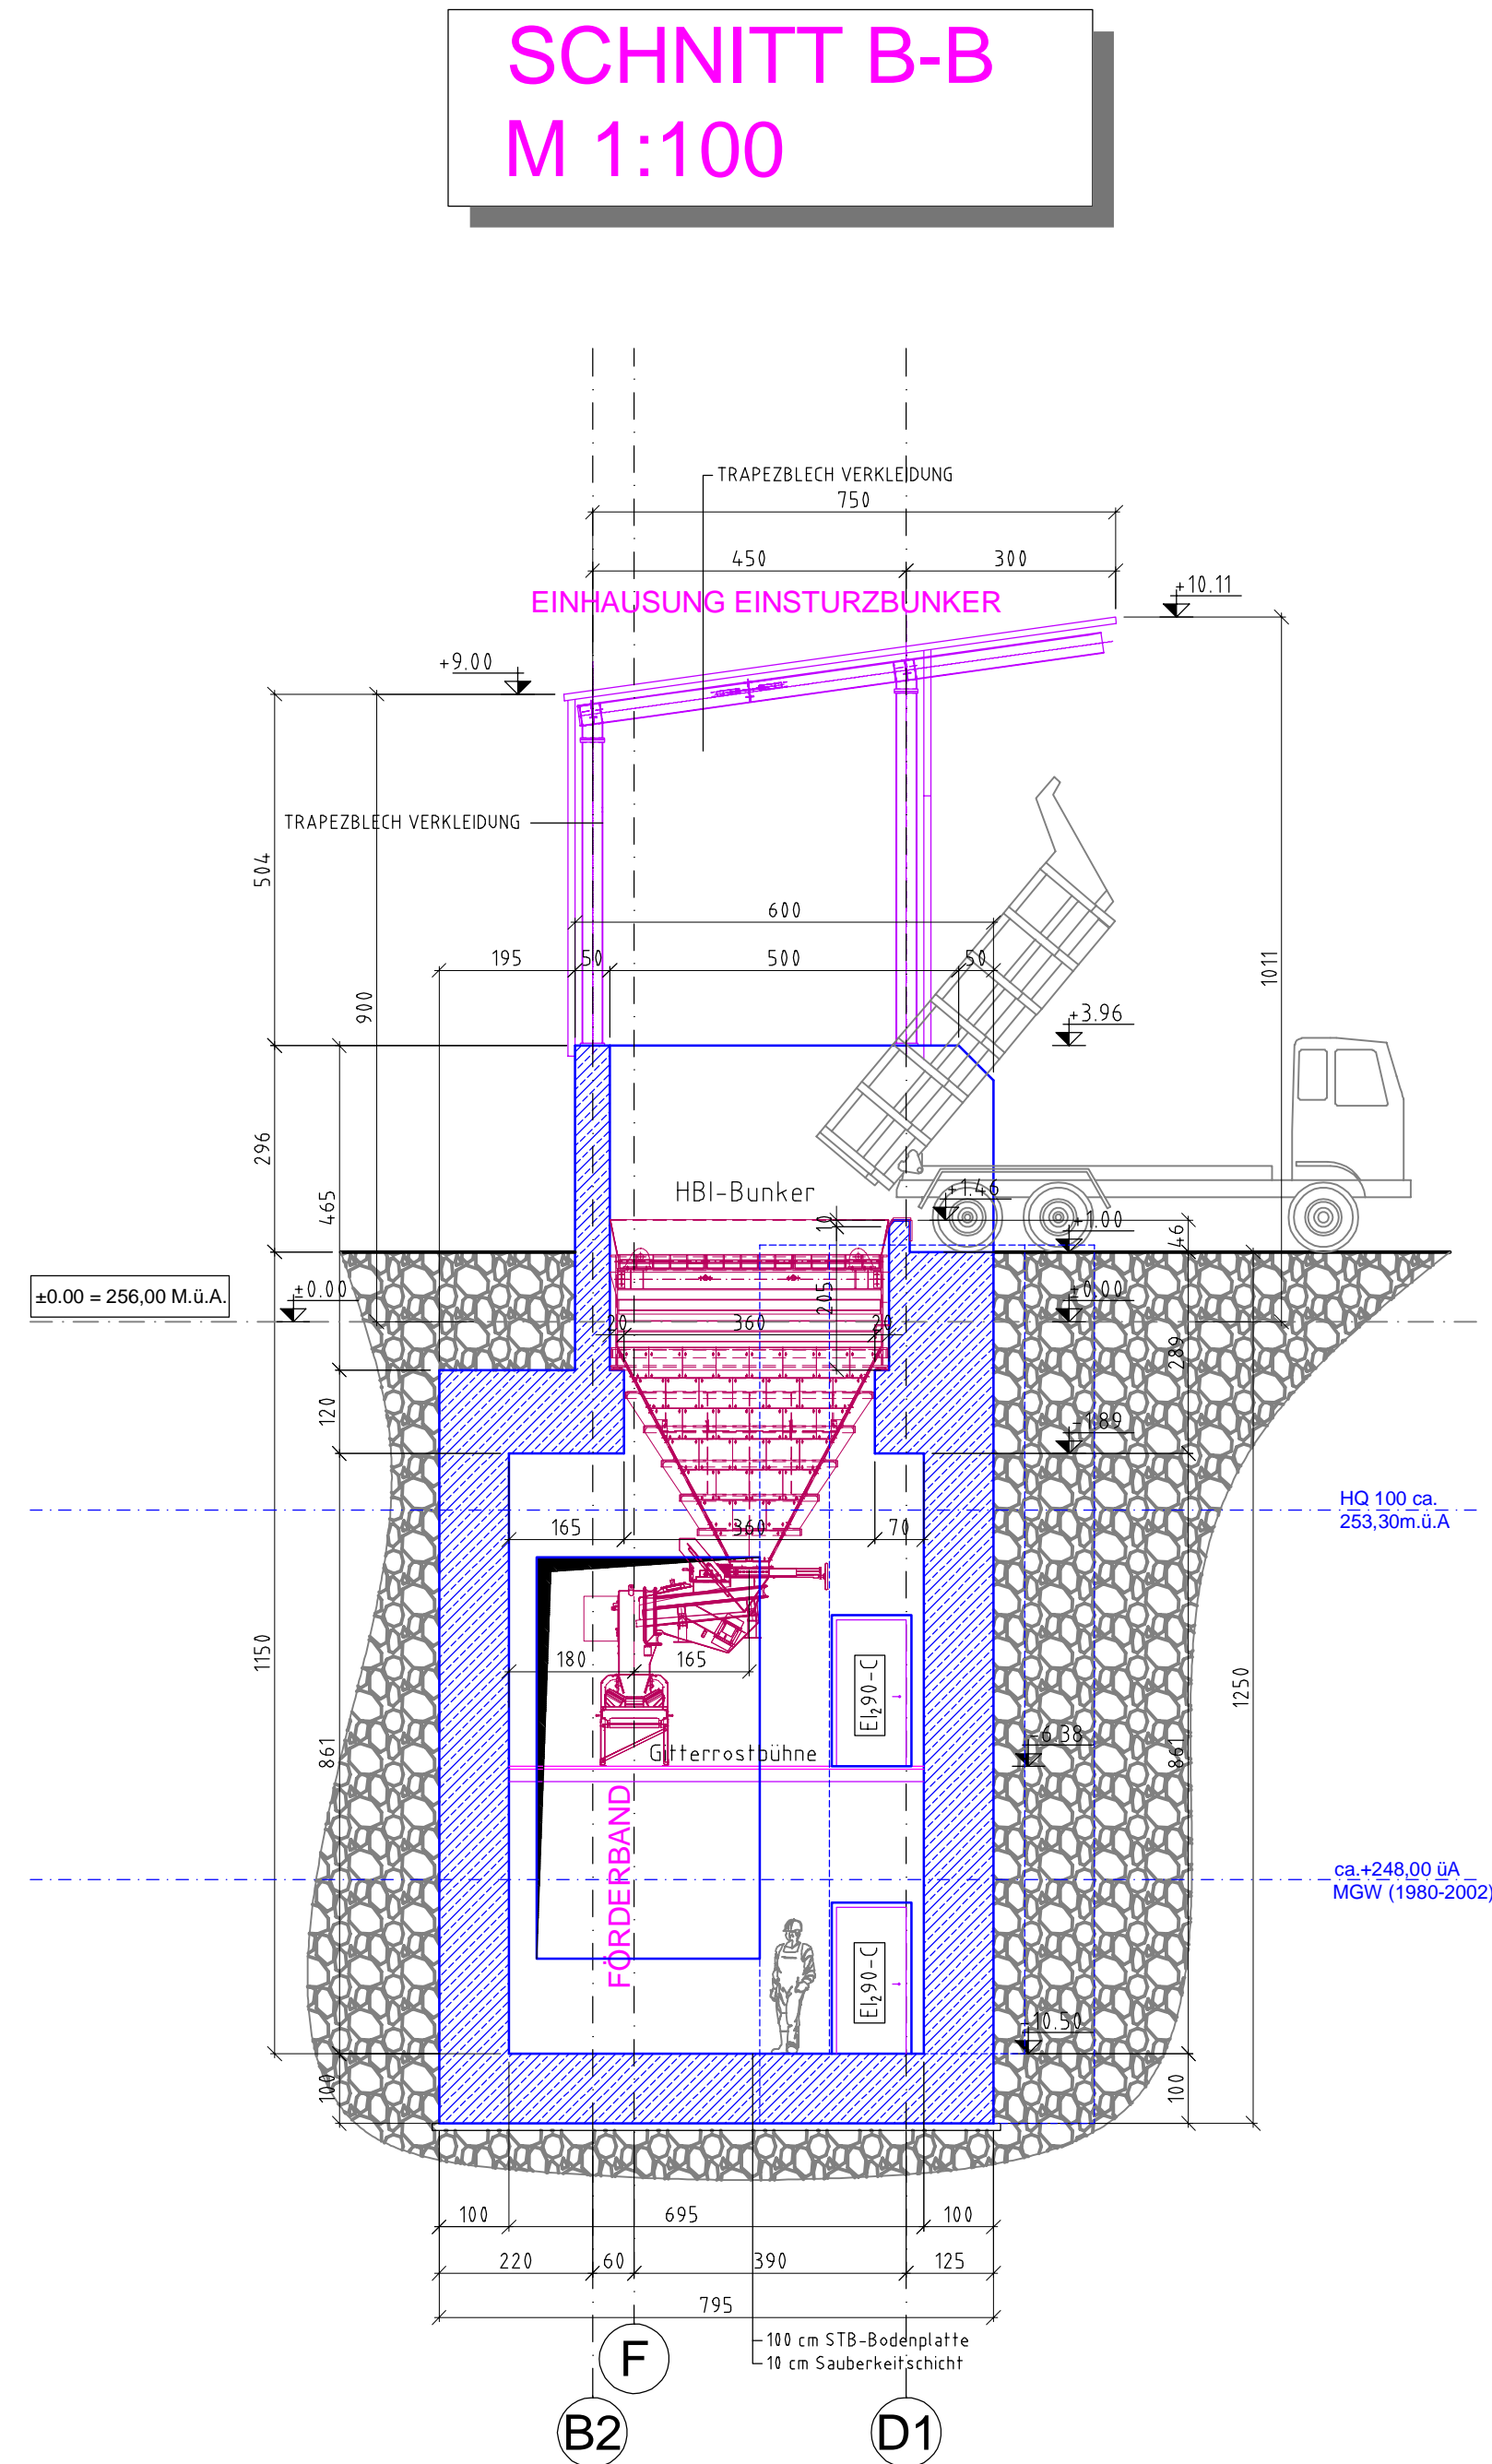 SCHNITT B-B
M 1:100
TRAPEZBLECH VERKLEIDUNG
750
450
300
EINHAUSUNG EINSTURZBUNKER
+10.11
+9.00
TRAPEZBLECH VERKLEIDUNG
504
900
1011
600
195
50
500
50
+3.96
296
465
HBI-Bunker
+1.46
10
+1.00
46
±0.00 = 256,00 M.ü.A.
±0.00
±0.00
205
20
360
20
289
120
-1.89
HQ 100 ca.
253,30m.ü.A
165
360
70
1150
180
165
EI₂90-C
1250
861
Gitterrostbühne
-6.38
861
FÖRDERBAND
ca.+248,00 üA
MGW (1980-2002)
EI₂90-C
10.50
100
100
100
695
100
220
60
390
125
795
100 cm STB-Bodenplatte
10 cm Sauberkeitschicht
F
B2
D1